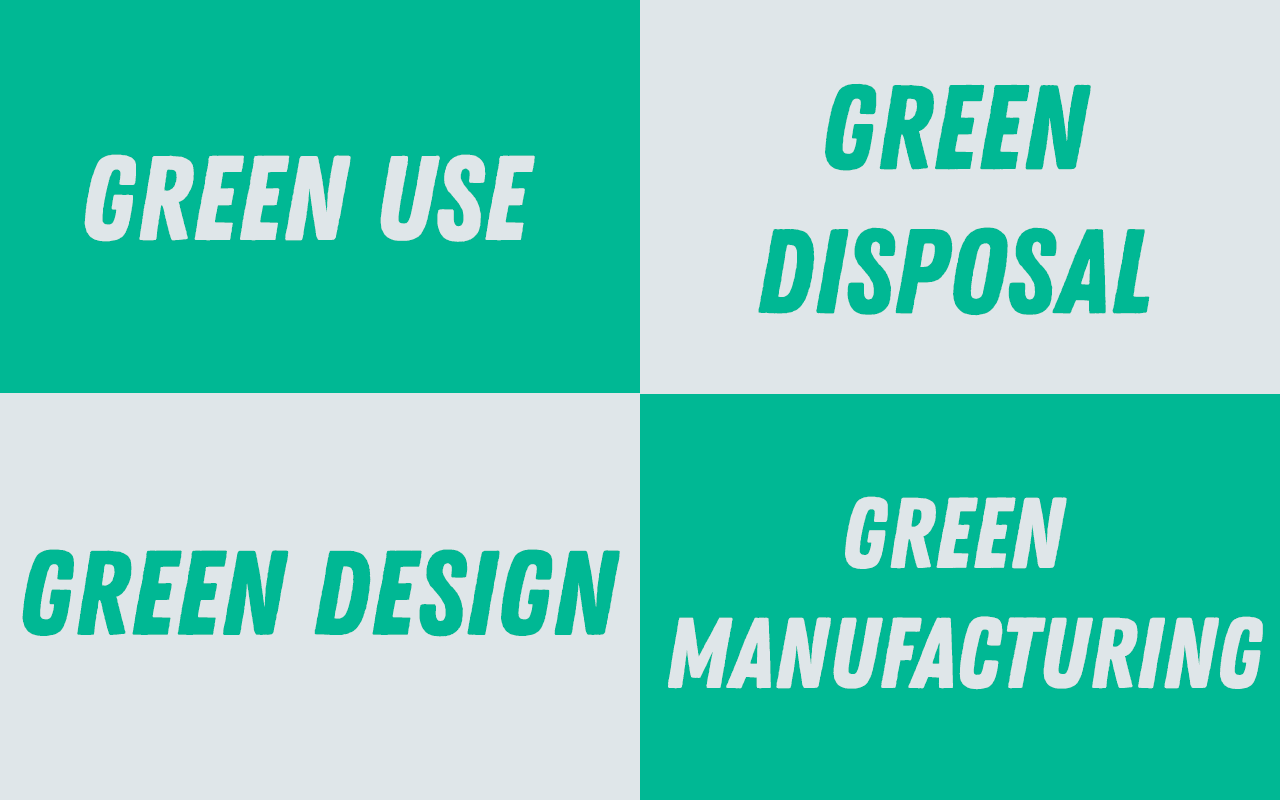 GREEN USE
GREEN
DISPOSAL
GREEN DESIGN
GREEN
MANUFACTURING